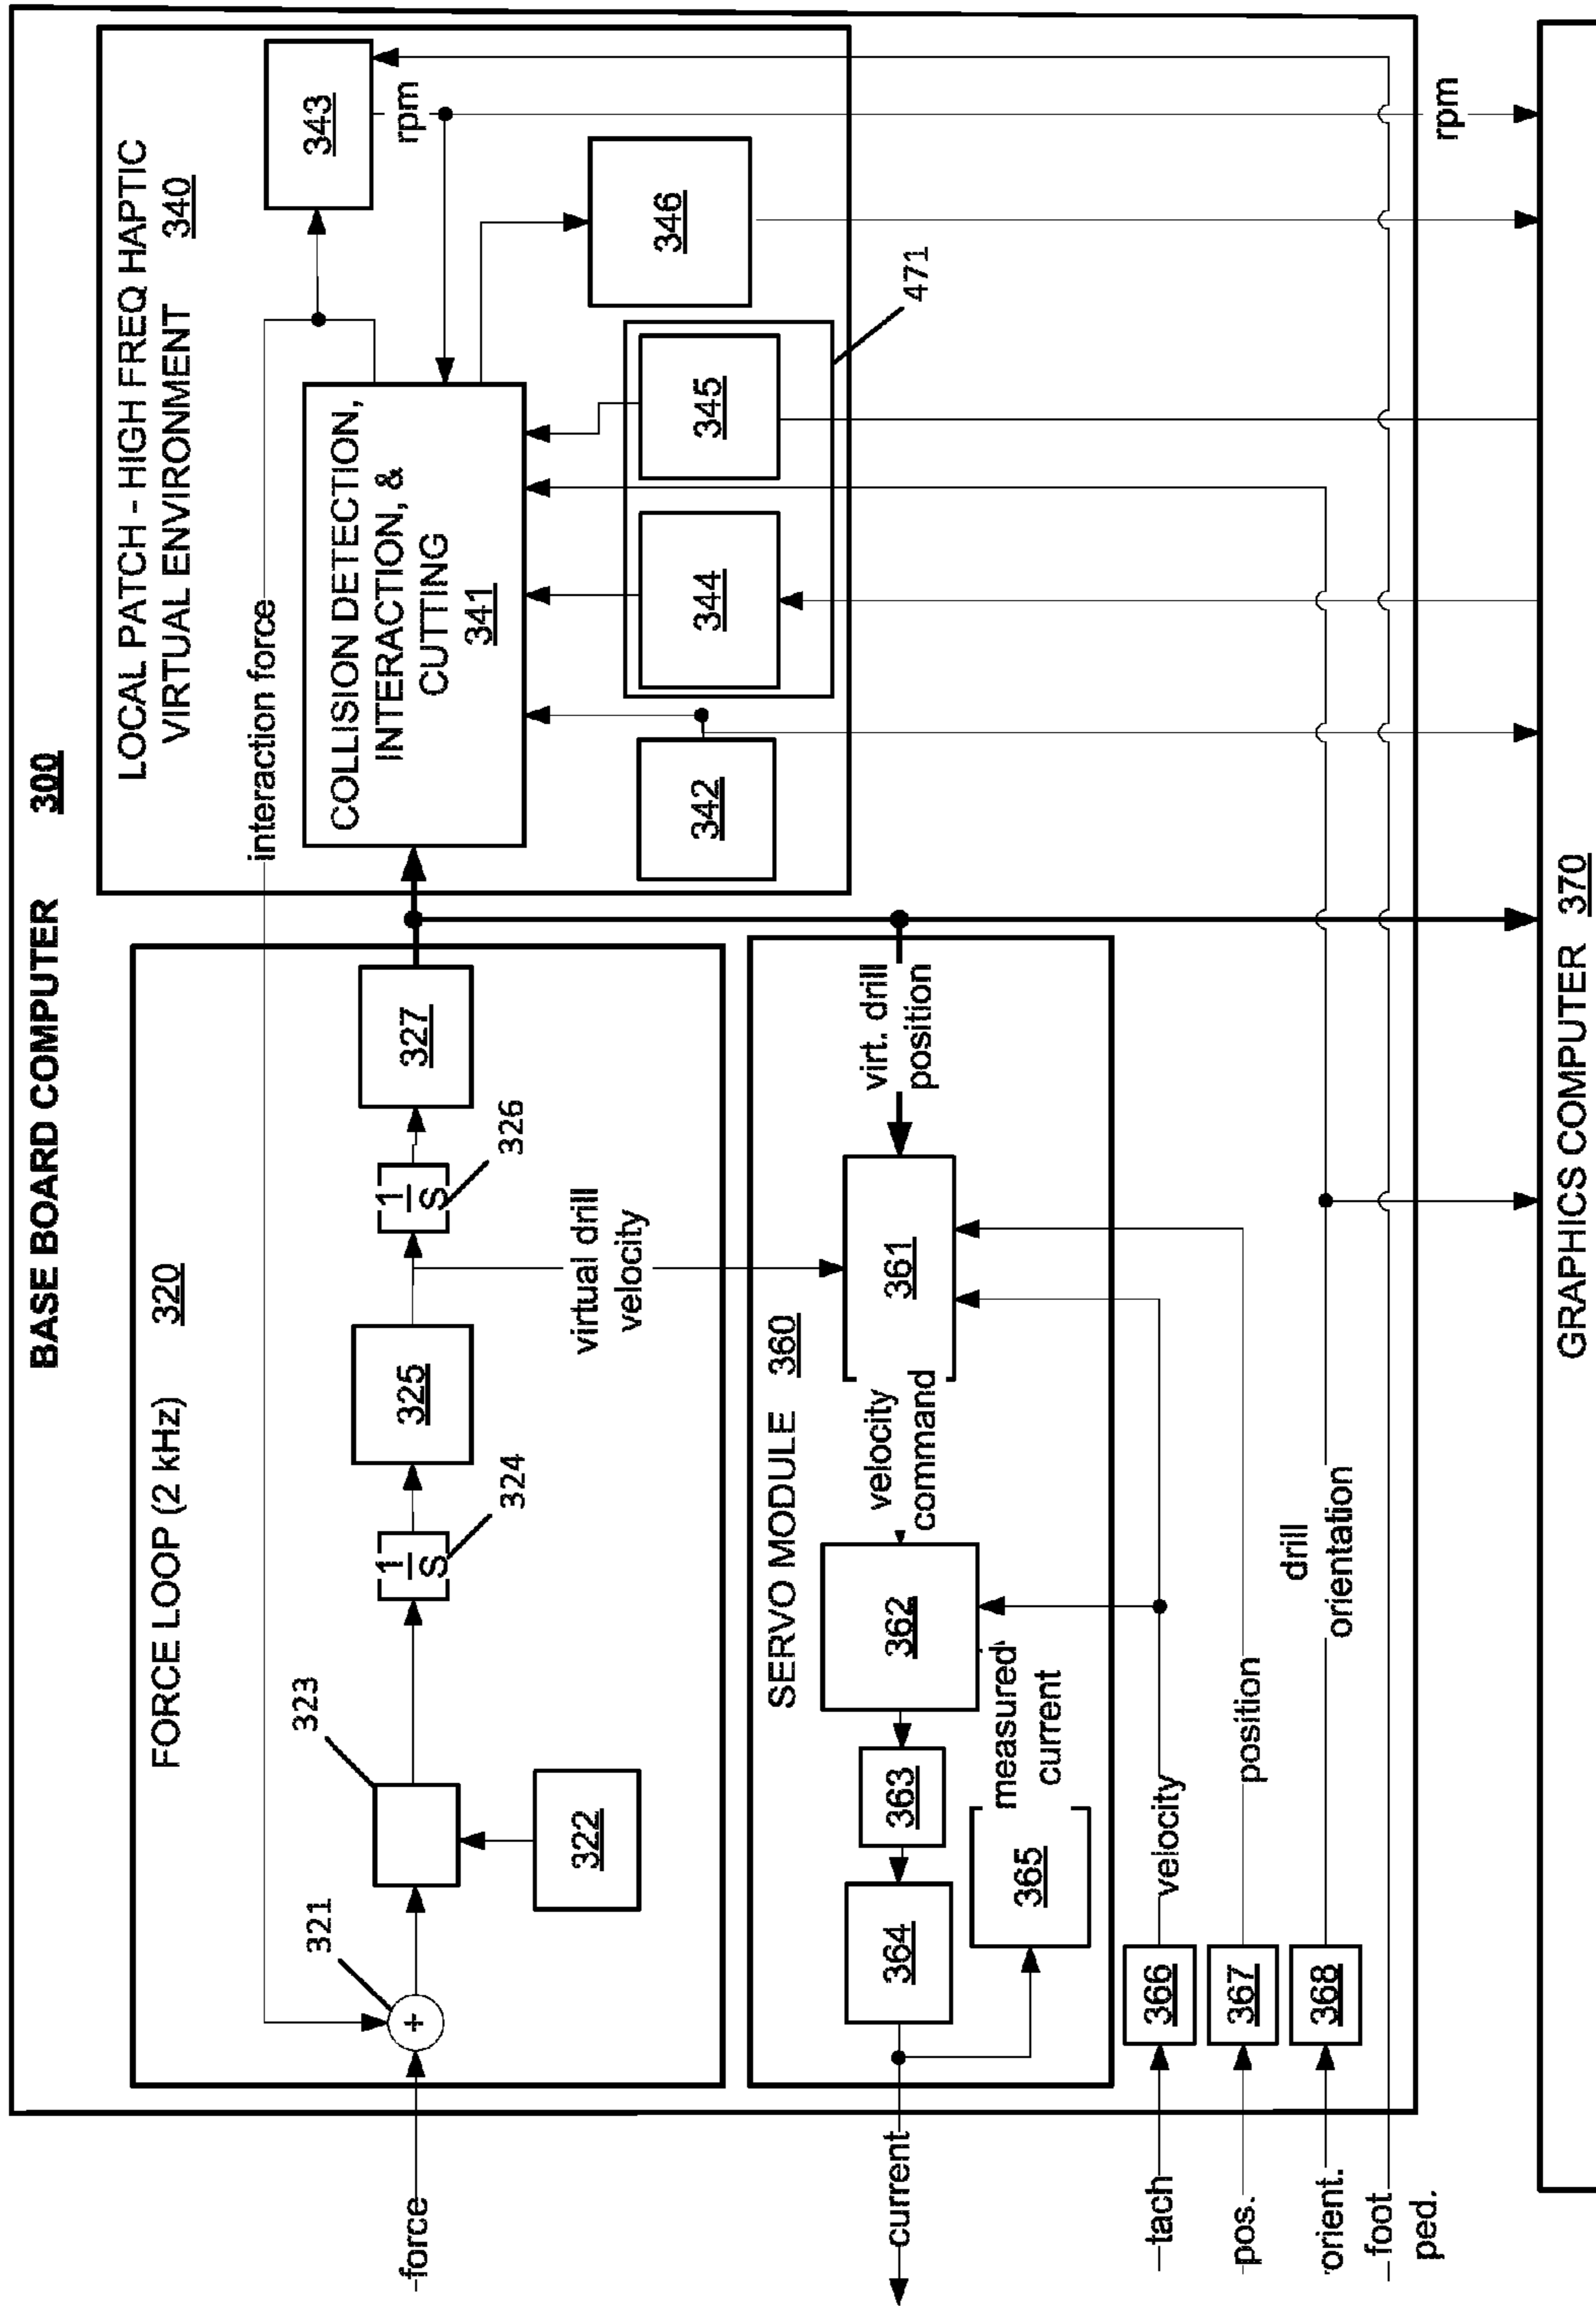 BASE BOARD COMPUTER 300
FORCE LOOP (2 kHz) 320
321
323
322
1
S
324
325
1
S
326
327
virtual drill
velocity
interaction force
LOCAL PATCH - HIGH FREQ HAPTIC
VIRTUAL ENVIRONMENT 340
COLLISION DETECTION,
INTERACTION, &
CUTTING
341
342
343
rpm
344
345
346
471
SERVO MODULE 360
virt. drill
position
361
velocity
command
362
363
364
365
measured
current
366
velocity
367
position
368
drill
orientation
rpm
+
force
current
tach
pos.
orient.
foot
ped.
GRAPHICS COMPUTER 370